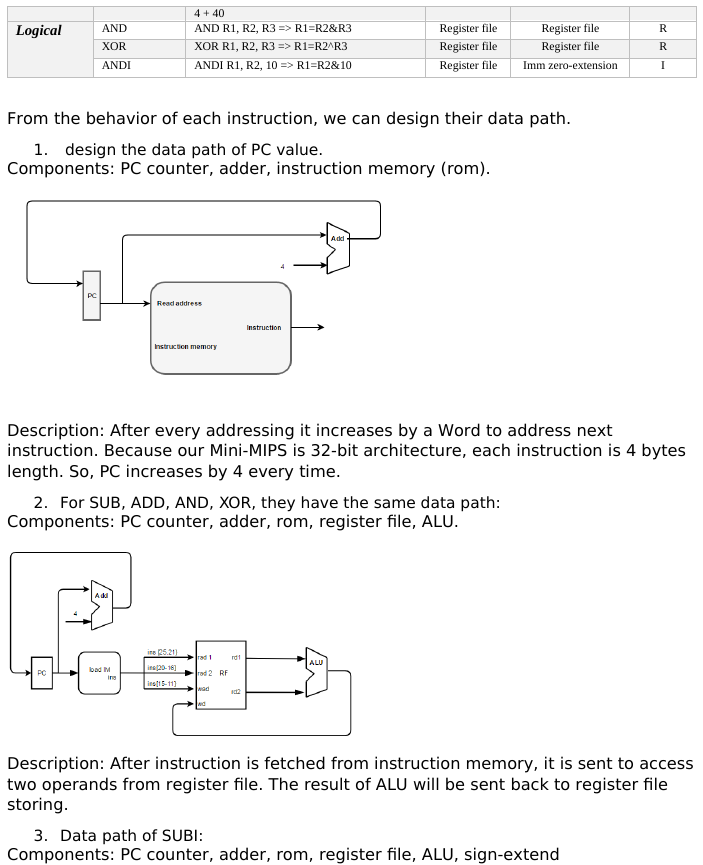 4 + 40
Logical AND AND R1, R2, R3 => R1=R2&R3 Register file Register file R
XOR XOR R1, R2, R3 => R1=R2^R3 Register file Register file R
ANDI ANDI R1, R2, 10 => R1=R2&10 Register file Imm zero-extension I
From the behavior of each instruction, we can design their data path.
1. design the data path of PC value.
Components: PC counter, adder, instruction memory (rom).
Add
4
PC
Read address
Instruction
Instruction memory
Description: After every addressing it increases by a Word to address next
instruction. Because our Mini-MIPS is 32-bit architecture, each instruction is 4 bytes
length. So, PC increases by 4 every time.
2. For SUB, ADD, AND, XOR, they have the same data path:
Components: PC counter, adder, rom, register file, ALU.
Add
4
PC
load IM
ins
ins [25,21]
ins[20-16]
ins[15-11]
rad 1 rd1
rad 2 RF
wad rd2
wd
ALU
Description: After instruction is fetched from instruction memory, it is sent to access
two operands from register file. The result of ALU will be sent back to register file
storing.
3. Data path of SUBI:
Components: PC counter, adder, rom, register file, ALU, sign-extend